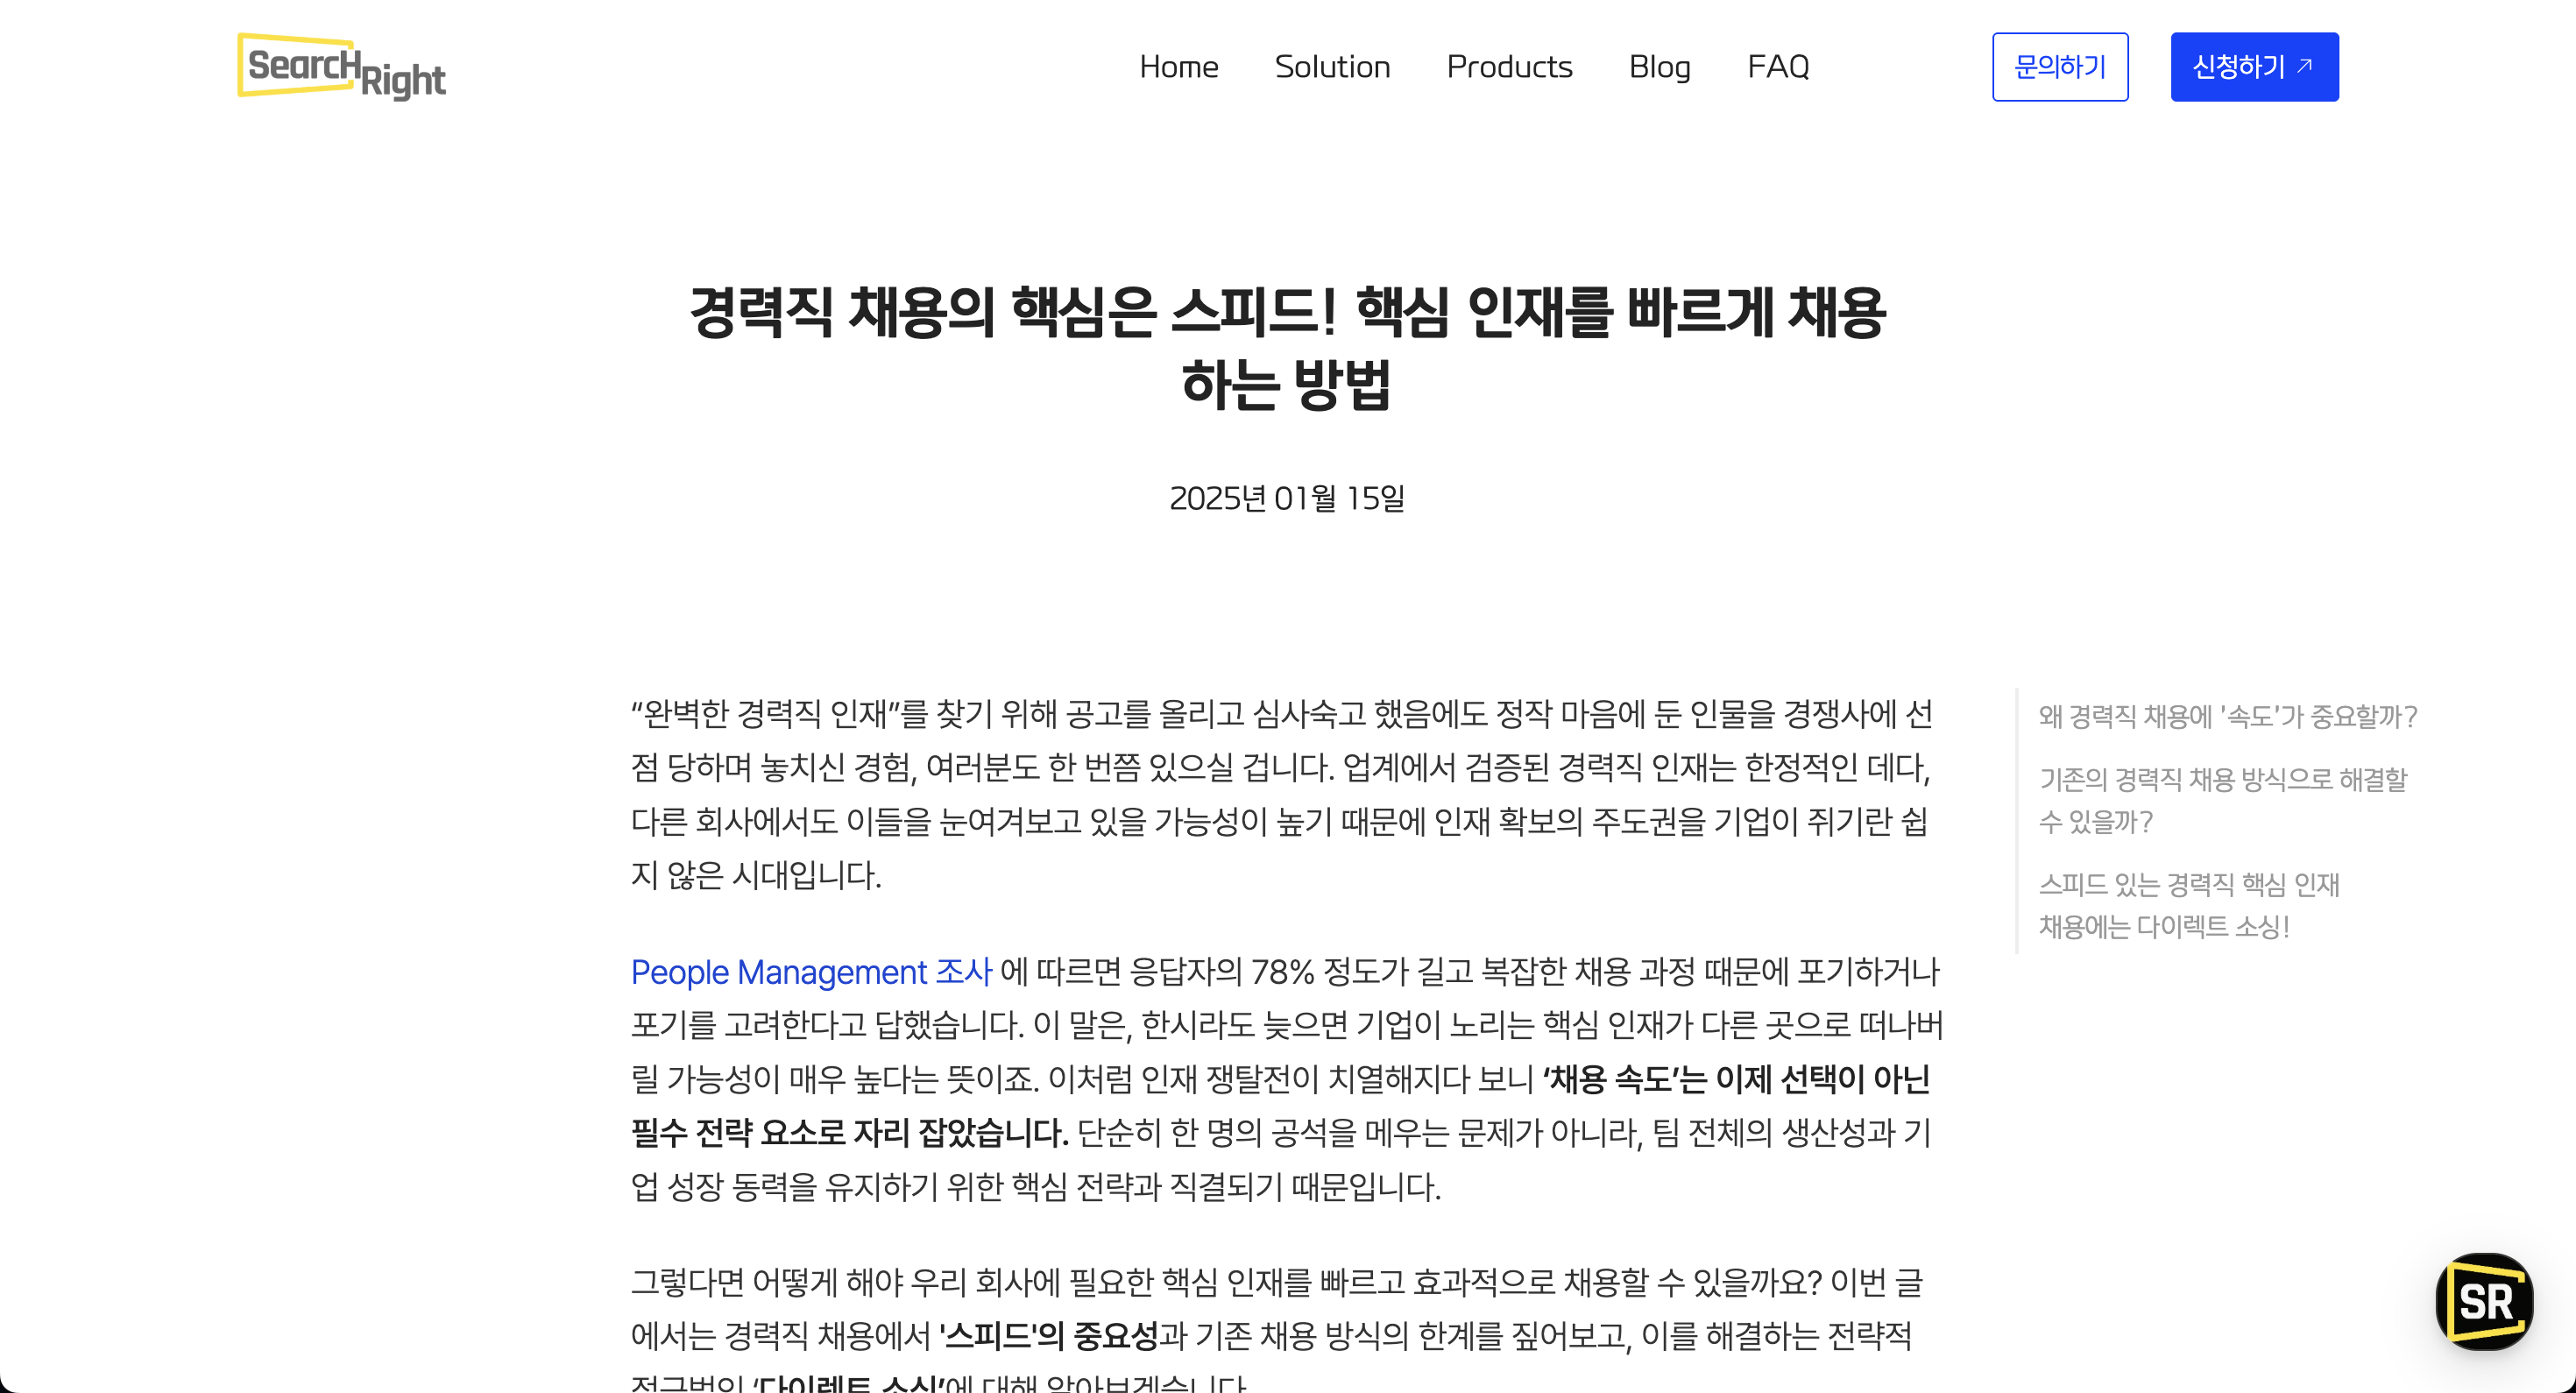 SearcH Right
Home Solution Products Blog FAQ 문의하기 신청하기
경력직 채용의 핵심은 스피드! 핵심 인재를 빠르게 채용
하는 방법
2025년 01월 15일
“완벽한 경력직 인재”를 찾기 위해 공고를 올리고 심사숙고 했음에도 정작 마음에 둔 인물을 경쟁사에 선
점 당하며 놓치신 경험, 여러분도 한 번쯤 있으실 겁니다. 업계에서 검증된 경력직 인재는 한정적인 데다,
다른 회사에서도 이들을 눈여겨보고 있을 가능성이 높기 때문에 인재 확보의 주도권을 기업이 쥐기란 쉽
지 않은 시대입니다.
People Management 조사 에 따르면 응답자의 78% 정도가 길고 복잡한 채용 과정 때문에 포기하거나
포기를 고려한다고 답했습니다. 이 말은, 한시라도 늦으면 기업이 노리는 핵심 인재가 다른 곳으로 떠나버
릴 가능성이 매우 높다는 뜻이죠. 이처럼 인재 쟁탈전이 치열해지다 보니 ‘채용 속도’는 이제 선택이 아닌
필수 전략 요소로 자리 잡았습니다. 단순히 한 명의 공석을 메우는 문제가 아니라, 팀 전체의 생산성과 기
업 성장 동력을 유지하기 위한 핵심 전략과 직결되기 때문입니다.
그렇다면 어떻게 해야 우리 회사에 필요한 핵심 인재를 빠르고 효과적으로 채용할 수 있을까요? 이번 글
에서는 경력직 채용에서 '스피드'의 중요성과 기존 채용 방식의 한계를 짚어보고, 이를 해결하는 전략적
접근법인 ‘다이렉트 소싱’에 대해 알아보겠습니다.
왜 경력직 채용에 '속도'가 중요할까?
기존의 경력직 채용 방식으로 해결할
수 있을까?
스피드 있는 경력직 핵심 인재
채용에는 다이렉트 소싱!
SR